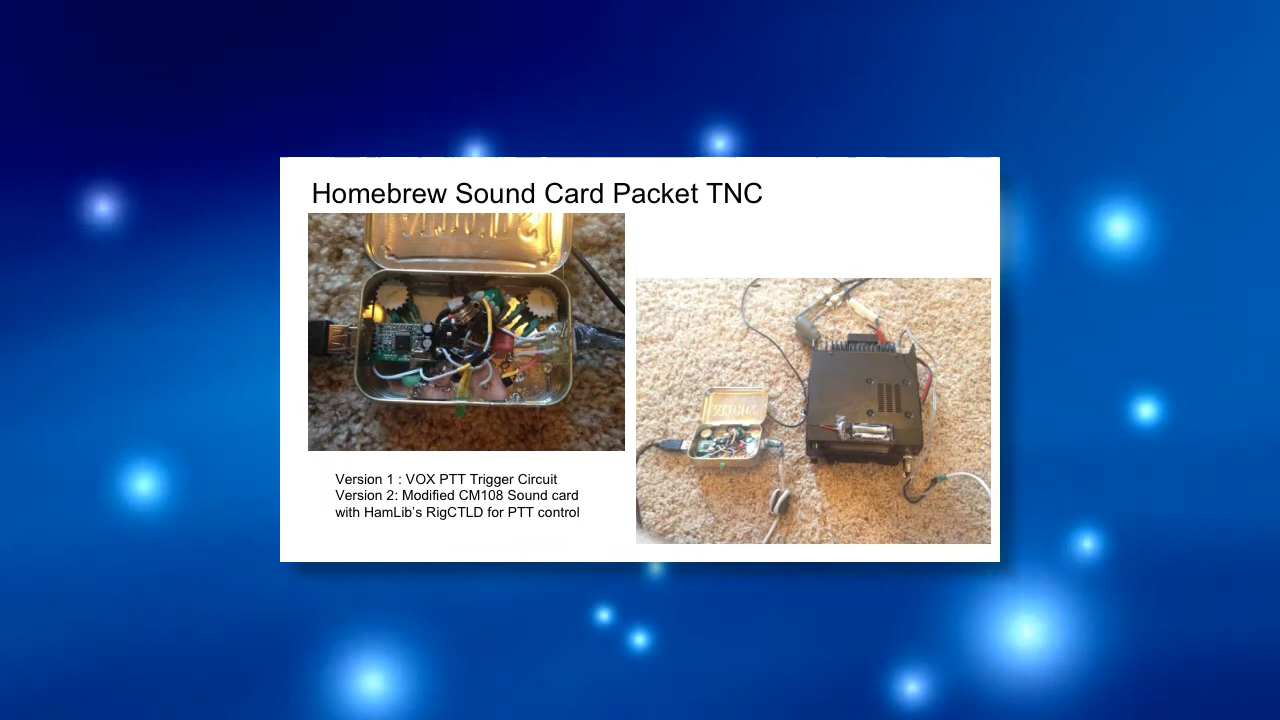 Homebrew Sound Card Packet TNC
Version 1 : VOX PTT Trigger Circuit
Version 2: Modified CM108 Sound card
with HamLib's RigCTLD for PTT control